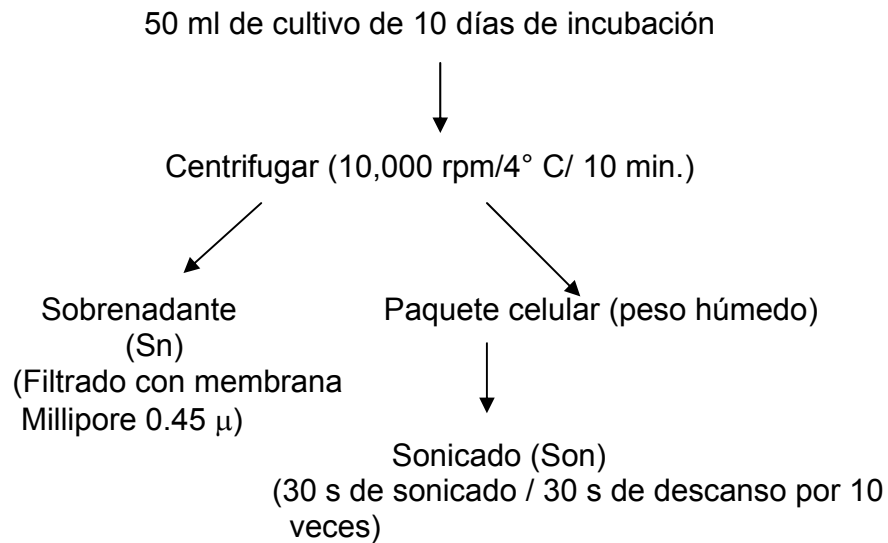 50 ml de cultivo de 10 días de incubación
Centrifugar (10,000 rpm/4° C/ 10 min.)
Sobrenadante
(Sn)
(Filtrado con membrana
Millipore 0.45 μ)
Paquete celular (peso húmedo)
Sonicado (Son)
(30 s de sonicado / 30 s de descanso por 10
veces)